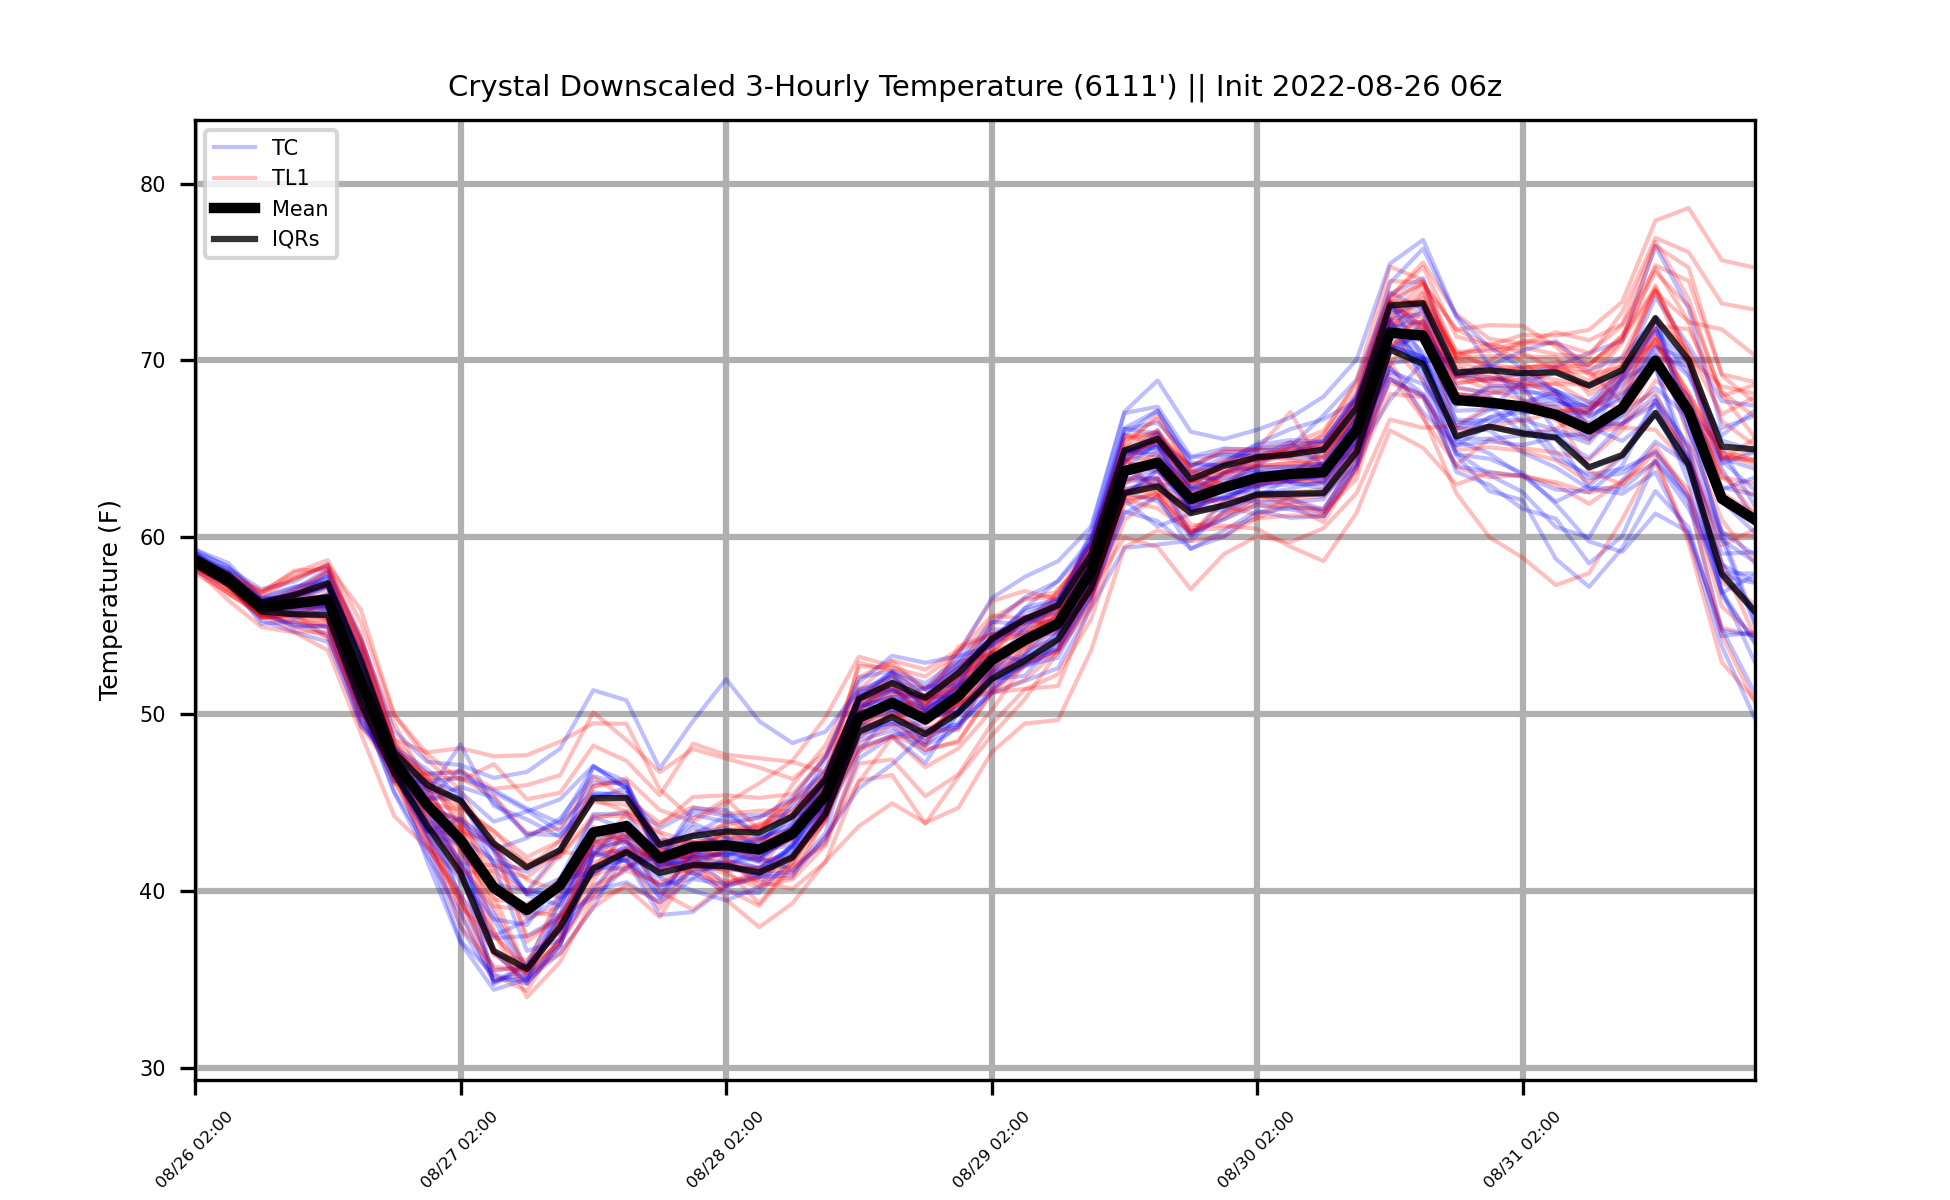 Crystal Downscaled 3-Hourly Temperature (6111') || Init 2022-08-26 06z
TC
TL1
Mean
IQRs
Temperature (F)
80
70
60
50
40
30
08/26 02:00
08/27 02:00
08/28 02:00
08/29 02:00
08/30 02:00
08/31 02:00